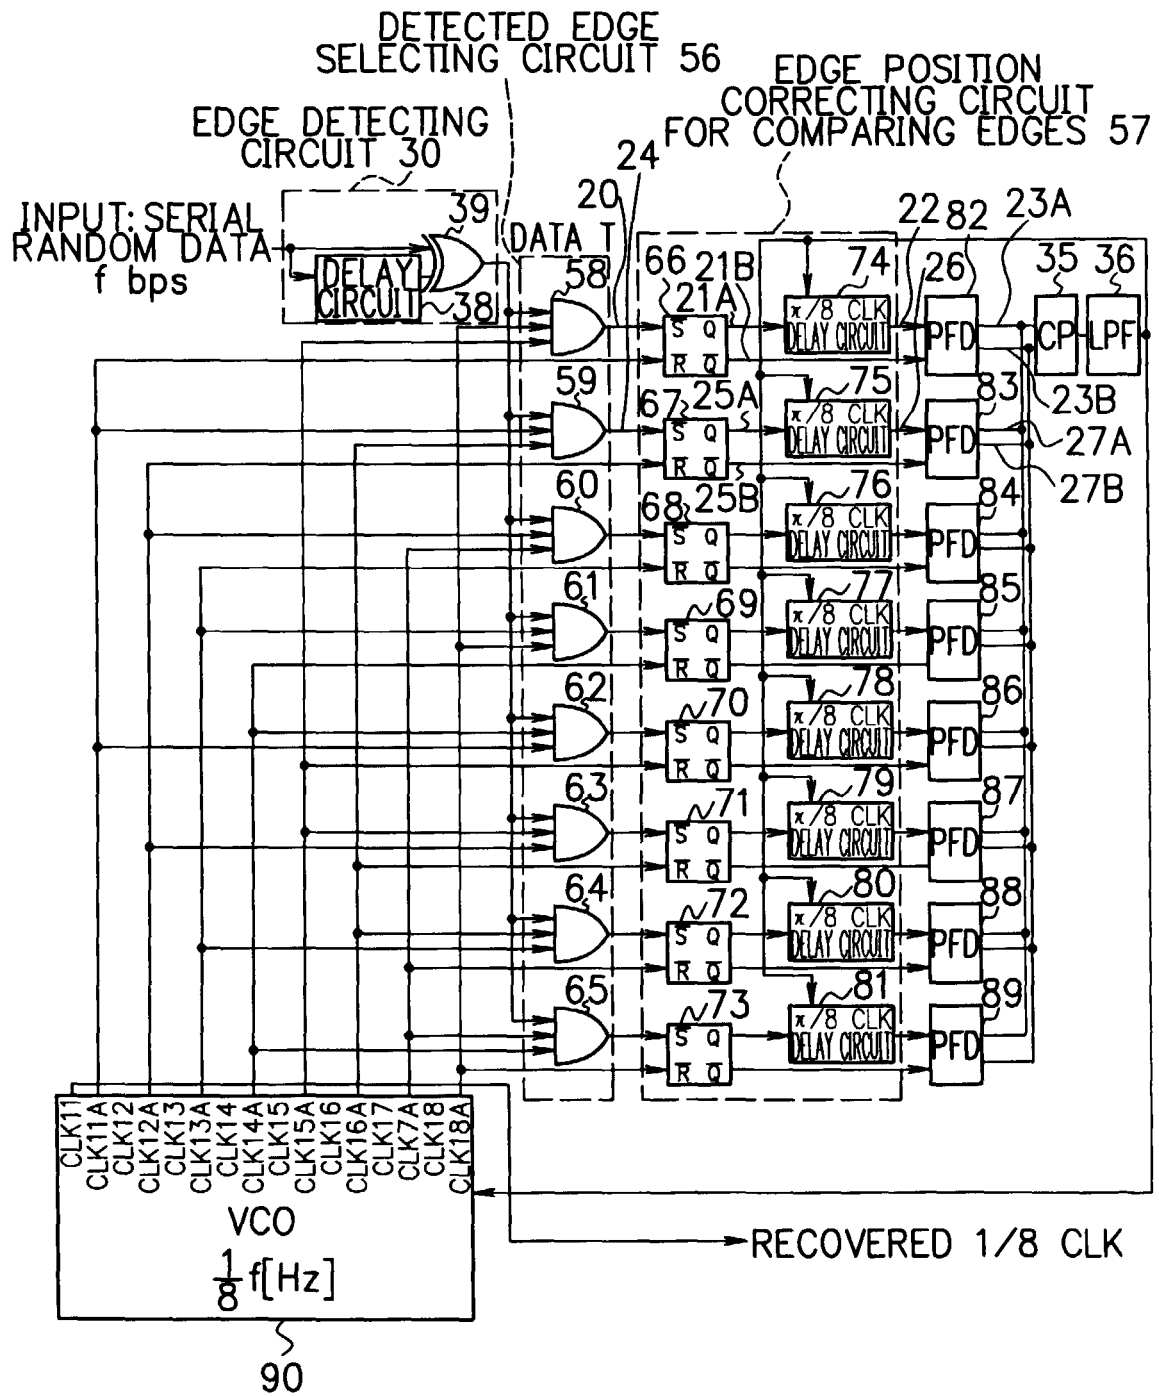 DETECTED EDGE
SELECTING CIRCUIT 56
EDGE POSITION
CORRECTING CIRCUIT
FOR COMPARING EDGES 57
EDGE DETECTING
CIRCUIT 30
24
20
39
INPUT: SERIAL
RANDOM DATA
f bps
DELAY
CIRCUIT
38
DATA T
58
66
21B
21A
74
22
82
26
23A
35
36
S̅ Q
R̅ Q̅
π/8 CLK
DELAY CIRCUIT
PFD
CP
LPF
23B
59
67
25A
75
83
S̅ Q
R̅ Q̅
π/8 CLK
DELAY CIRCUIT
PFD
27A
27B
25B
60
68
76
84
S̅ Q
R̅ Q̅
π/8 CLK
DELAY CIRCUIT
PFD
61
69
77
85
S̅ Q
R̅ Q̅
π/8 CLK
DELAY CIRCUIT
PFD
62
70
78
86
S̅ Q
R̅ Q̅
π/8 CLK
DELAY CIRCUIT
PFD
63
71
79
87
S̅ Q
R̅ Q̅
π/8 CLK
DELAY CIRCUIT
PFD
64
72
80
88
S̅ Q
R̅ Q̅
π/8 CLK
DELAY CIRCUIT
PFD
65
73
81
89
S̅ Q
R̅ Q̅
π/8 CLK
DELAY CIRCUIT
PFD
CLK11
CLK11A
CLK12
CLK12A
CLK13
CLK13A
CLK14
CLK14A
CLK15
CLK15A
CLK16
CLK16A
CLK17
CLK7A
CLK18
CLK18A
VCO
1/8 f[Hz]
RECOVERED 1/8 CLK
90